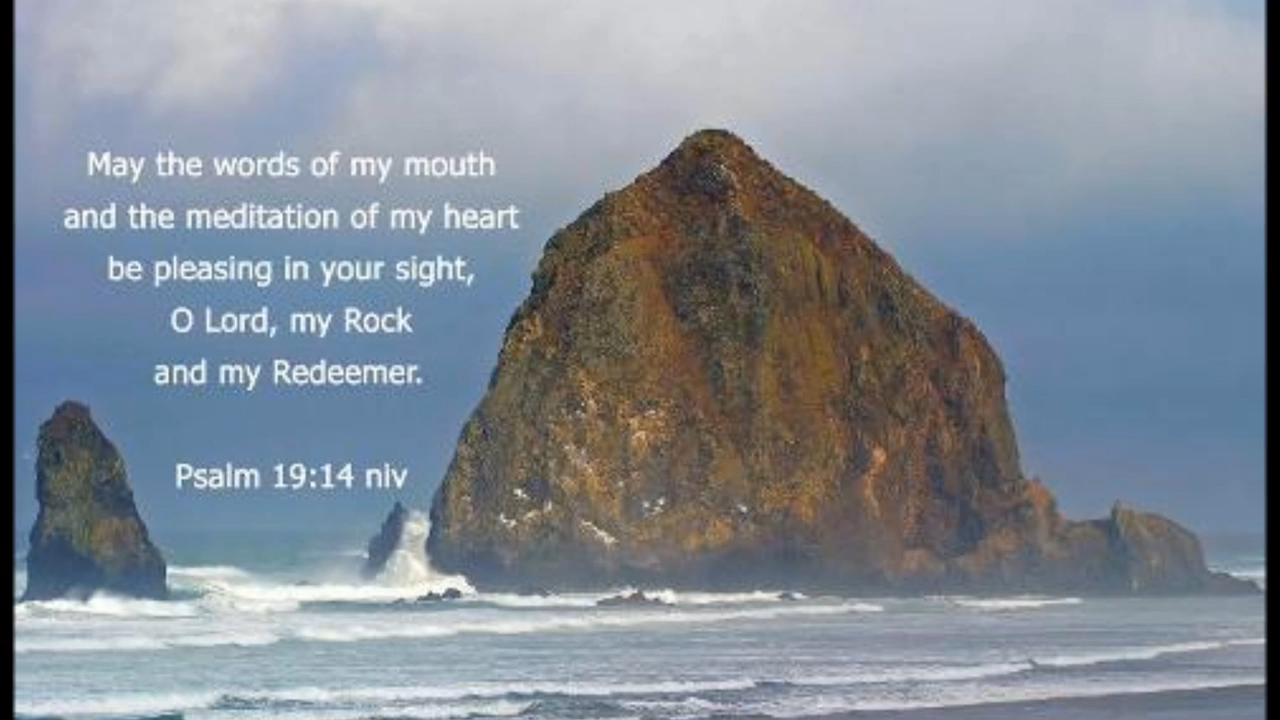 May the words of my mouth
and the meditation of my heart
be pleasing in your sight,
O Lord, my Rock
and my Redeemer.
Psalm 19:14 niv